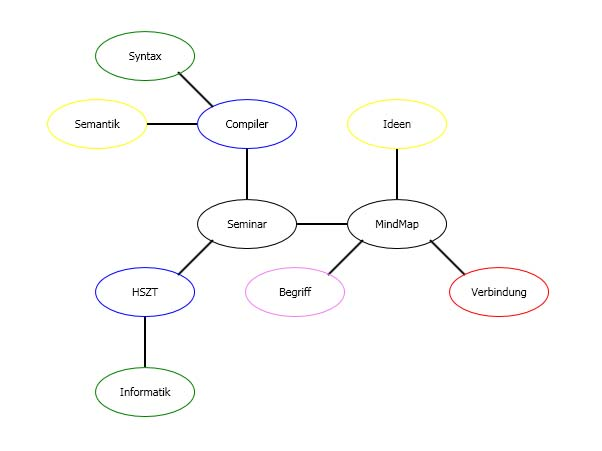 Syntax
Semantik
Compiler
Ideen
Seminar
MindMap
HSZT
Begriff
Verbindung
Informatik